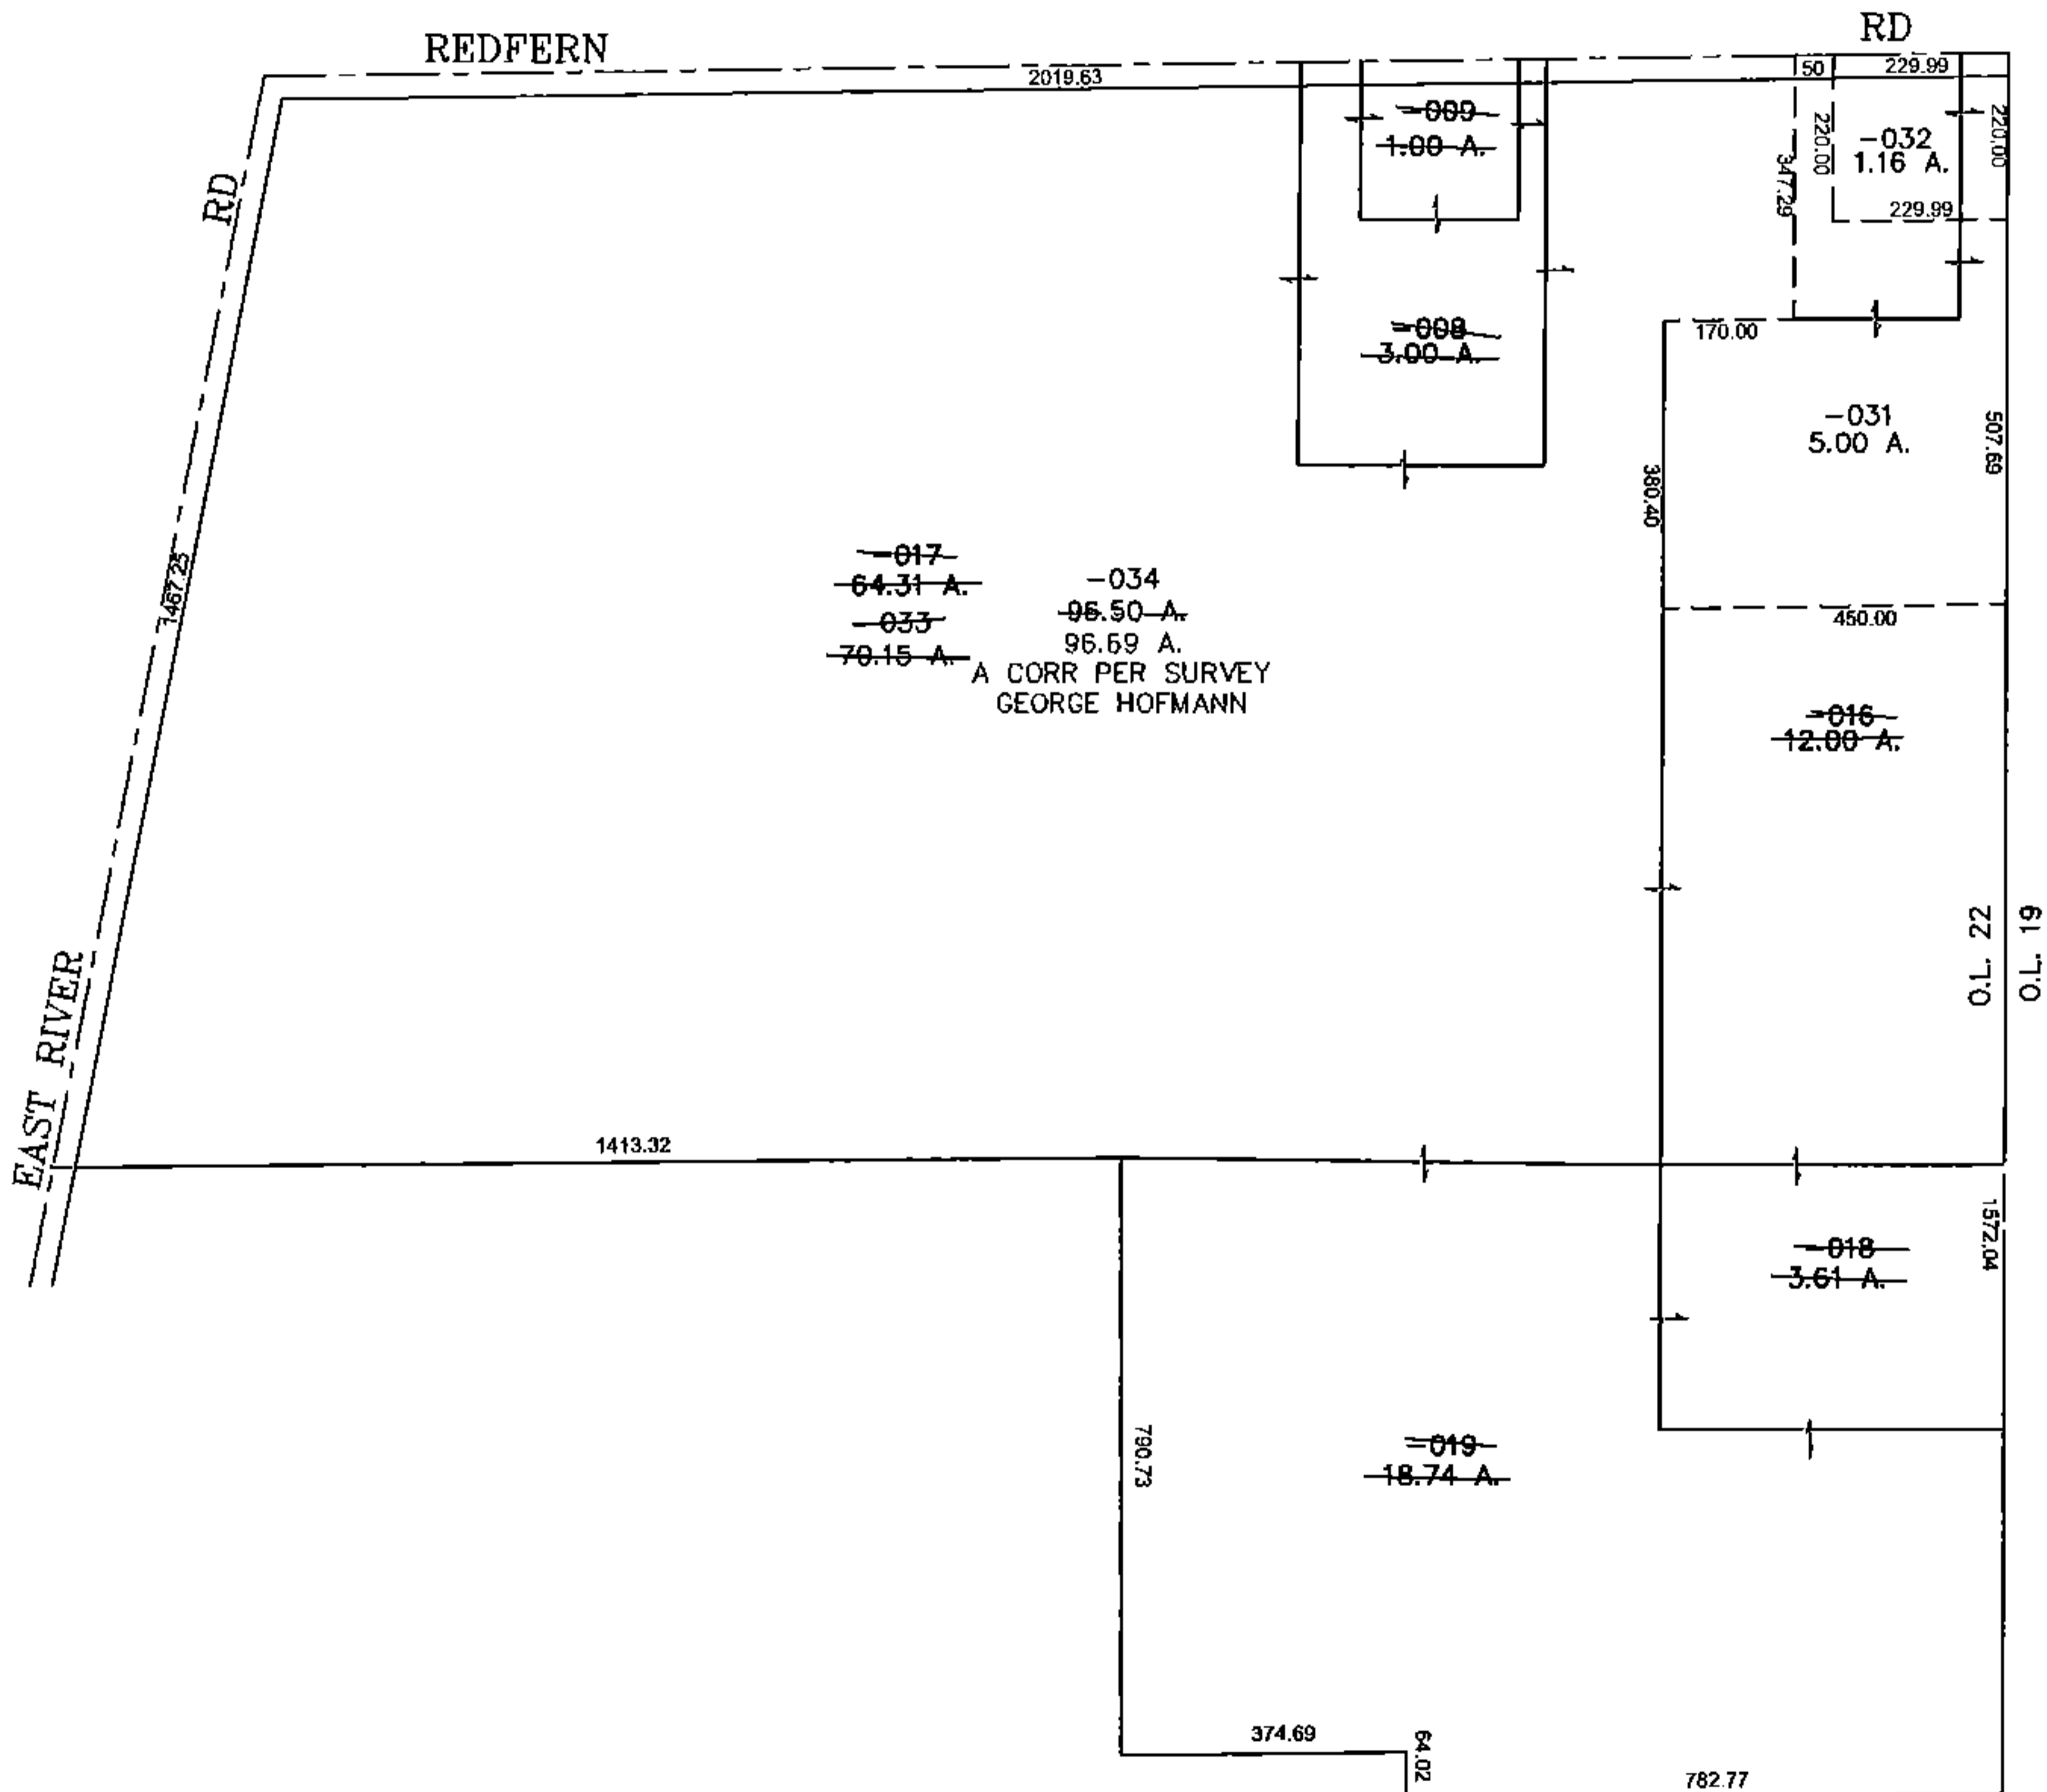 REDFERN
RD
2019.63
50
229.99
-009
1.00 A.
220.00
347.29
-032
1.16 A.
220.00
229.99
RD
-008
3.00 A.
170.00
-031
5.00 A.
507.69
380.40
1467.25
-017
64.31 A.
-033
70.15 A.
-034
96.50 A.
96.69 A.
A CORR PER SURVEY
GEORGE HOFMANN
450.00
-016
12.00 A.
O.L. 22
O.L. 19
EAST RIVER
1413.32
1572.04
-018
3.61 A.
790.73
-019
18.74 A.
374.69
64.02
782.77